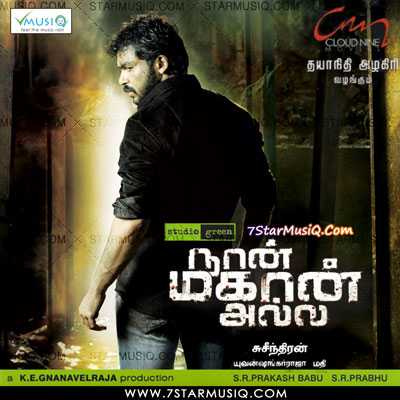 VMUSIQ
feel the music riot
CLOUD NINE
தயாநிதி அழகிரி
வழங்கும்
studio green
7StarMusiQ.Com
நான்
மகான்
அல்ல
சுசீந்திரன்
யுவன்ஷங்கர்ராஜா மதி
a K.E.GNANAVELRAJA production
S.R.PRAKASH BABU S.R.PRABHU
WWW.7STARMUSIQ.COM